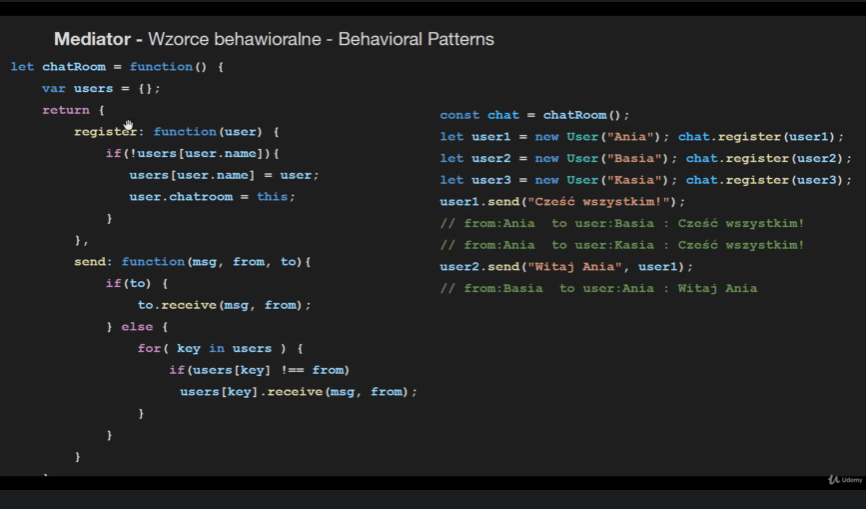 Mediator - Wzorce behawioralne - Behavioral Patterns
let chatRoom = function() {
    var users = {};
    return {
        register: function(user) {
            if(!users[user.name]){
               users[user.name] = user;
               user.chatroom = this;
            }
        },
        send: function(msg, from, to){
            if(to) {
                to.receive(msg, from);
            } else {
                for( key in users ) {
                    if(users[key] !== from)
                     users[key].receive(msg, from);
                }
            }
        }
const chat = chatRoom();
let user1 = new User("Ania"); chat.register(user1);
let user2 = new User("Basia"); chat.register(user2);
let user3 = new User("Kasia"); chat.register(user3);
user1.send("Cześć wszystkim!");
// from:Ania  to user:Basia : Cześć wszystkim!
// from:Ania  to user:Kasia : Cześć wszystkim!
user2.send("Witaj Ania", user1);
// from:Basia  to user:Ania : Witaj Ania
Udemy